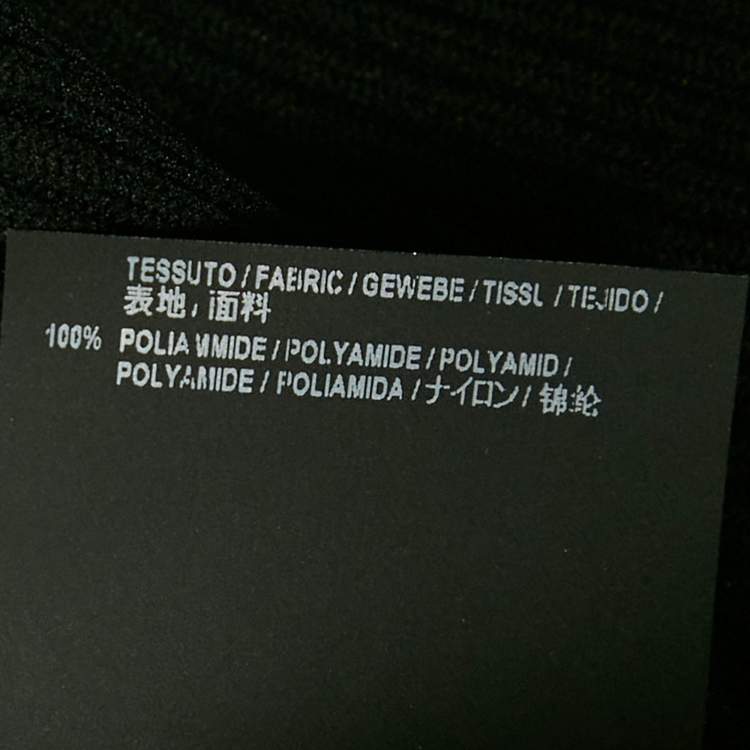 TESSUTO / FABRIC / GEWEBE / TISSU / TEJIDO /
表地 / 面料
100% POLIAMMIDE / POLYAMIDE / POLYAMID /
POLYAMIDE / POLIAMIDA / ナイロン / 锦纶